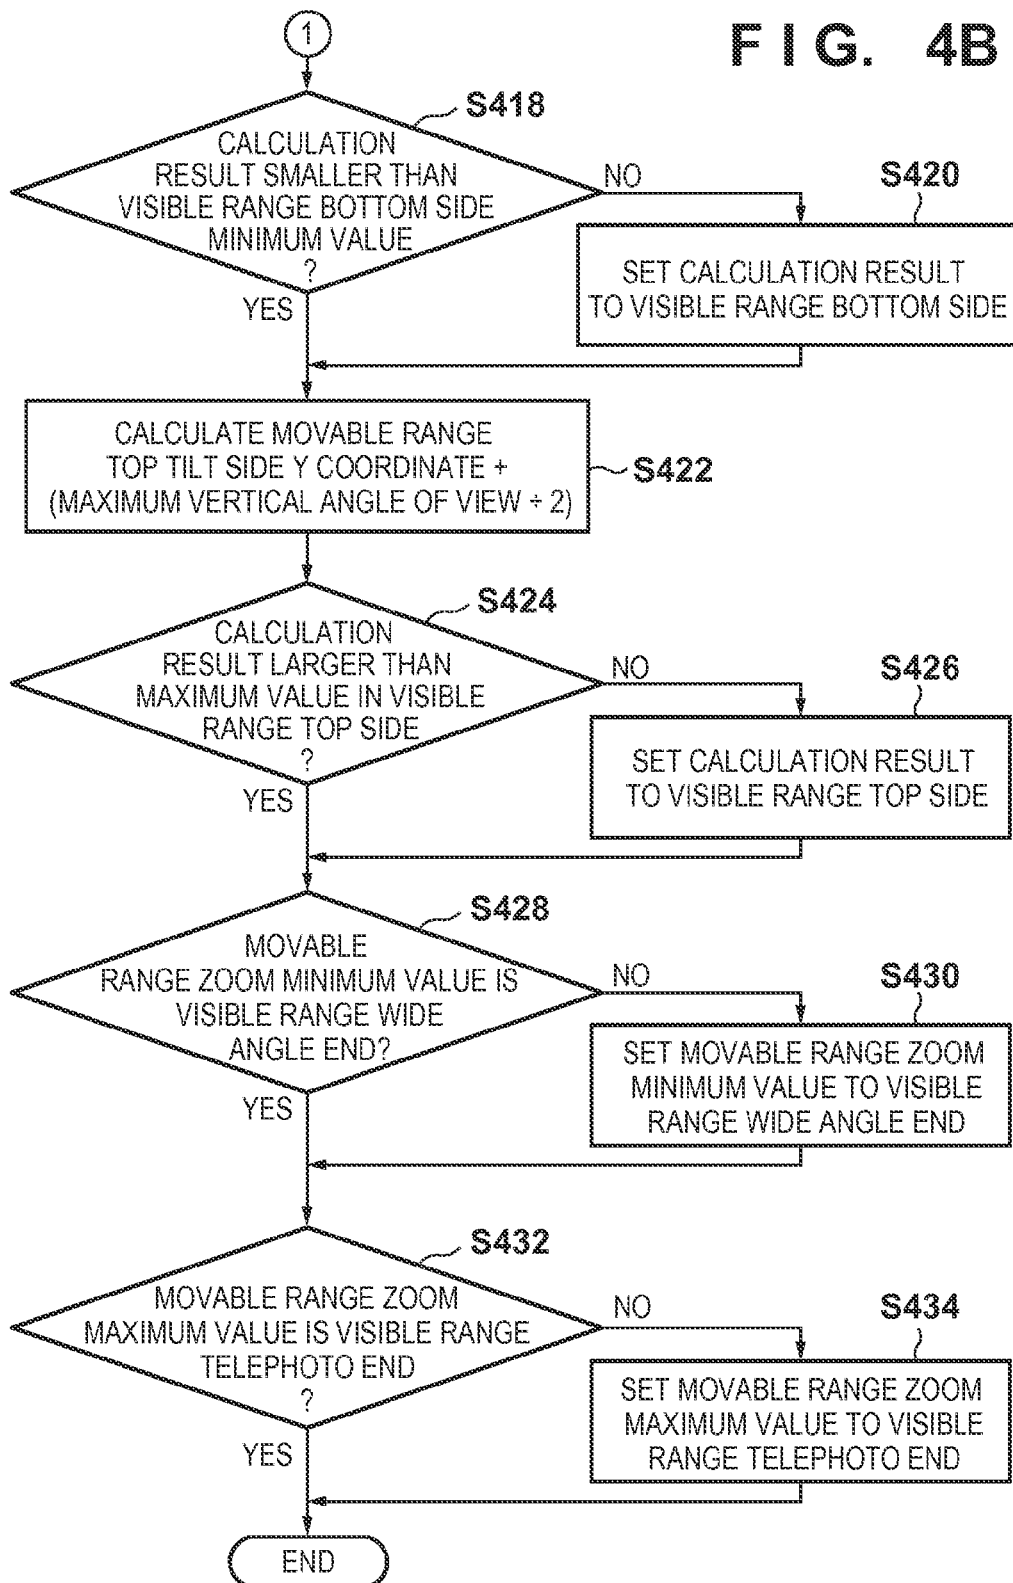 1
FIG. 4B
S418
CALCULATION
RESULT SMALLER THAN
VISIBLE RANGE BOTTOM SIDE
MINIMUM VALUE
?
NO
YES
S420
SET CALCULATION RESULT
TO VISIBLE RANGE BOTTOM SIDE
CALCULATE MOVABLE RANGE
TOP TILT SIDE Y COORDINATE +
(MAXIMUM VERTICAL ANGLE OF VIEW ÷ 2)
S422
S424
CALCULATION
RESULT LARGER THAN
MAXIMUM VALUE IN VISIBLE
RANGE TOP SIDE
?
NO
YES
S426
SET CALCULATION RESULT
TO VISIBLE RANGE TOP SIDE
S428
MOVABLE
RANGE ZOOM MINIMUM VALUE IS
VISIBLE RANGE WIDE
ANGLE END?
NO
YES
S430
SET MOVABLE RANGE ZOOM
MINIMUM VALUE TO VISIBLE
RANGE WIDE ANGLE END
S432
MOVABLE RANGE ZOOM
MAXIMUM VALUE IS VISIBLE RANGE
TELEPHOTO END
?
NO
YES
S434
SET MOVABLE RANGE ZOOM
MAXIMUM VALUE TO VISIBLE
RANGE TELEPHOTO END
END